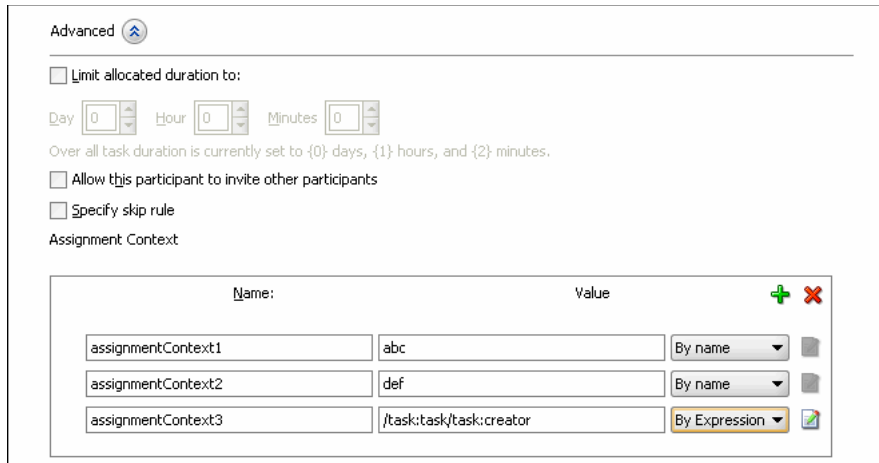 Advanced
Limit allocated duration to:
Day 0 Hour 0 Minutes 0
Over all task duration is currently set to {0} days, {1} hours, and {2} minutes.
Allow this participant to invite other participants
Specify skip rule
Assignment Context
Name: Value
assignmentContext1 abc By name
assignmentContext2 def By name
assignmentContext3 /task:task/task:creator By Expression